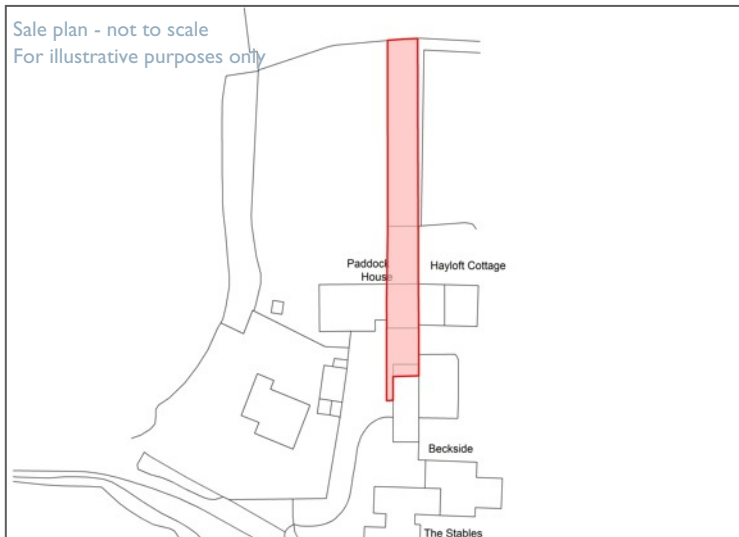 Sale plan - not to scale
For illustrative purposes only
Paddock
House
Hayloft Cottage
Beckside
The Stables